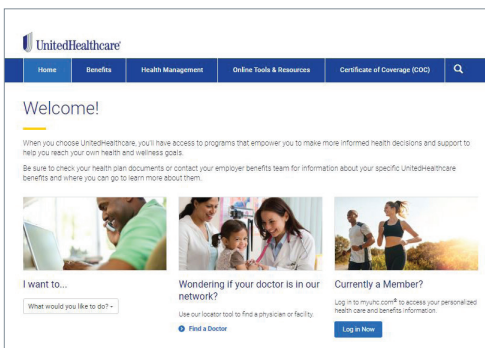 UnitedHealthcare®
Home Benefits Health Management Online Tools & Resources Certificate of Coverage (COC)
Welcome!
When you choose UnitedHealthcare, you'll have access to programs that empower you to make more informed health decisions and support to
help you reach your own health and wellness goals.
Be sure to check your health plan documents or contact your employer benefits team for information about your specific UnitedHealthcare
benefits and where you can go to learn more about them.
I want to...
What would you like to do?
Wondering if your doctor is in our
network?
Use our locator tool to find a physician or facility.
Find a Doctor
Currently a Member?
Log in to myuhc.com® to access your personalized
health care and benefits information.
Log in Now